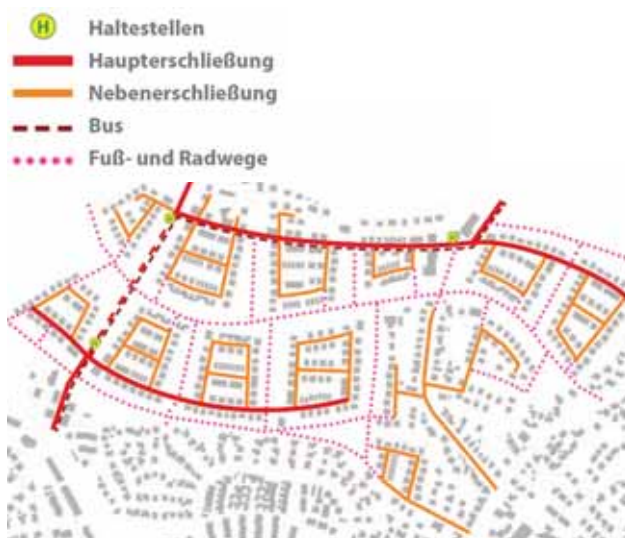 H Haltestellen
Haupterschließung
Nebenerschließung
Bus
Fuß- und Radwege